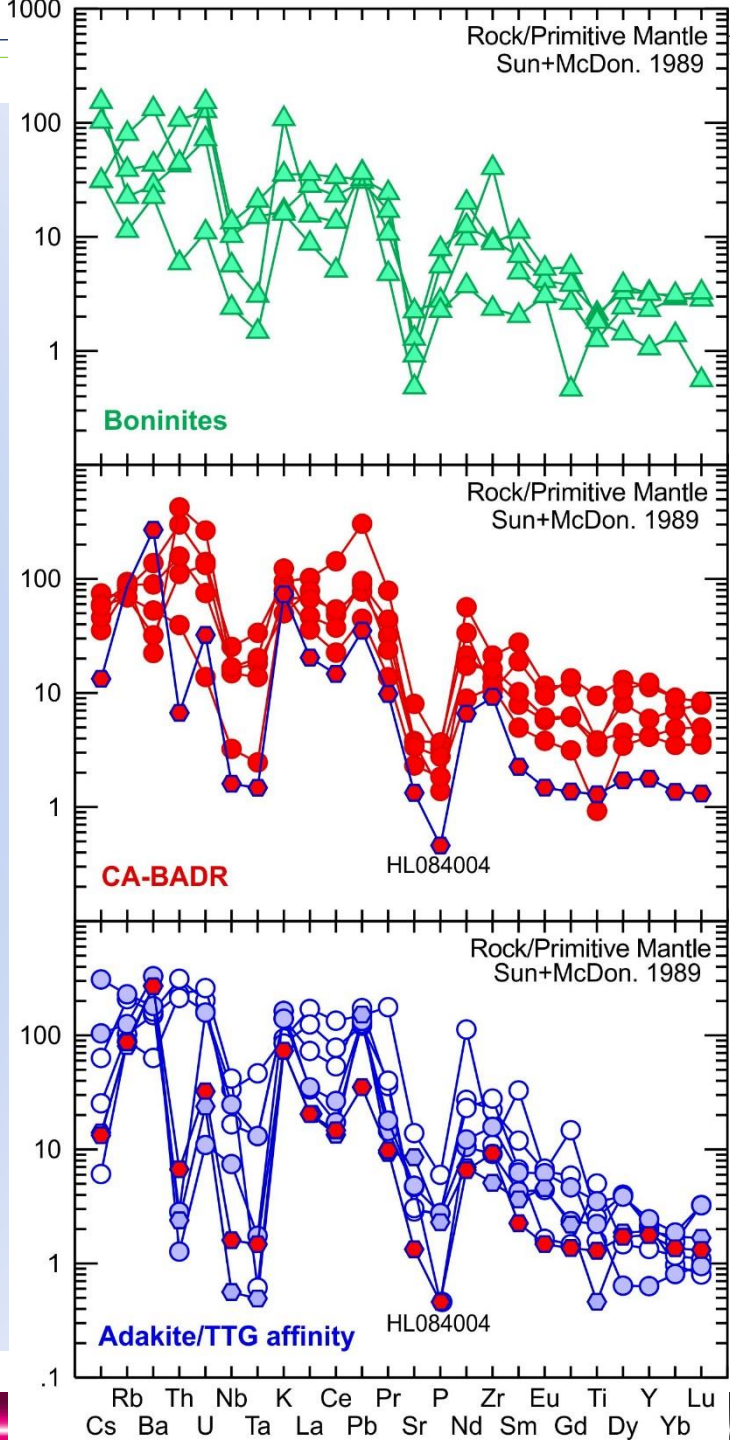 1000
Rock/Primitive Mantle
Sun+McDon. 1989
100
10
1
Boninites
Rock/Primitive Mantle
Sun+McDon. 1989
100
10
1
HL084004
CA-BADR
Rock/Primitive Mantle
Sun+McDon. 1989
100
10
1
HL084004
Adakite/TTG affinity
.1
Rb Th Nb K Ce Pr P Zr Eu Ti Y Lu
Cs Ba U Ta La Pb Sr Nd Sm Gd Dy Yb